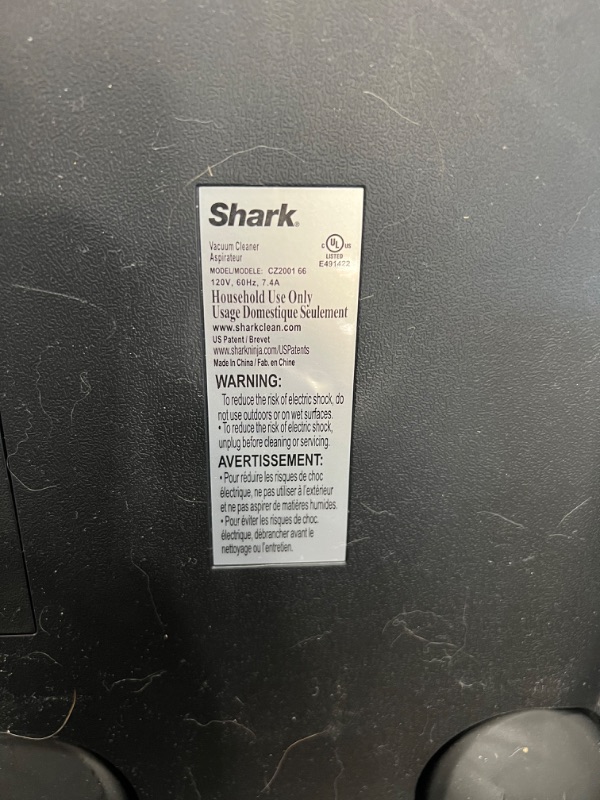 Shark®
Vacuum Cleaner
Aspirateur
C UL US
LISTED
E491422
MODEL/MODELE: CZ2001 66
120V, 60Hz, 7.4A
Household Use Only
Usage Domestique Seulement
www.sharkclean.com
US Patent / Brevet
www.sharkninja.com/USPatents
Made In China / Fab. en Chine
WARNING:
To reduce the risk of electric shock, do
not use outdoors or on wet surfaces.
• To reduce the risk of electric shock,
unplug before cleaning or servicing.
AVERTISSEMENT:
• Pour réduire les risques de choc
électrique, ne pas utiliser à l'extérieur
et ne pas aspirer de matières humides.
• Pour éviter les risques de choc
électrique, débrancher avant le
nettoyage ou l'entretien.